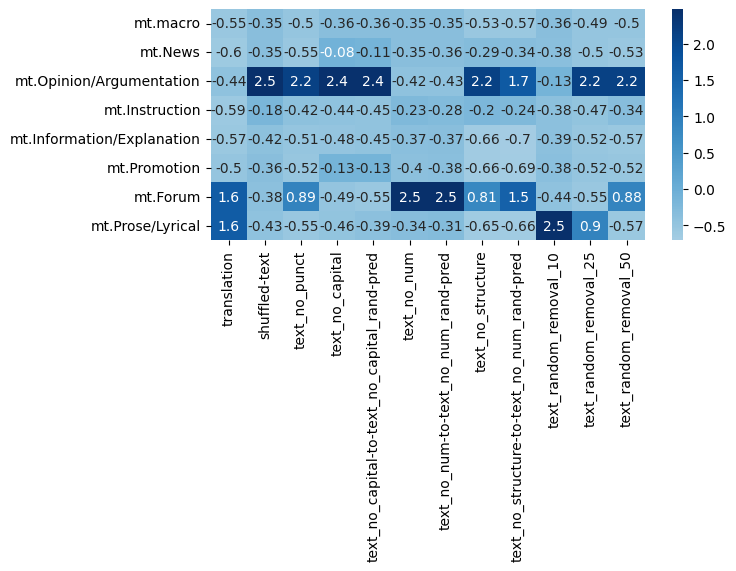 mt.macro -0.55 -0.35 -0.5 -0.36 -0.36 -0.35 -0.35 -0.53 -0.57 -0.36 -0.49 -0.5
mt.News -0.6 -0.35 -0.55 -0.08 -0.11 -0.35 -0.36 -0.29 -0.34 -0.38 -0.5 -0.53
mt.Opinion/Argumentation -0.44 2.5 2.2 2.4 2.4 -0.42 -0.43 2.2 1.7 -0.13 2.2 2.2
mt.Instruction -0.59 -0.18 -0.42 -0.44 -0.45 -0.23 -0.28 -0.2 -0.24 -0.38 -0.47 -0.34
mt.Information/Explanation -0.57 -0.42 -0.51 -0.48 -0.45 -0.37 -0.37 -0.66 -0.7 -0.39 -0.52 -0.57
mt.Promotion -0.5 -0.36 -0.52 -0.13 -0.13 -0.4 -0.38 -0.66 -0.69 -0.38 -0.52 -0.52
mt.Forum 1.6 -0.38 0.89 -0.49 -0.55 2.5 2.5 0.81 1.5 -0.44 -0.55 0.88
mt.Prose/Lyrical 1.6 -0.43 -0.55 -0.46 -0.39 -0.34 -0.31 -0.65 -0.66 2.5 0.9 -0.57
translation
shuffled-text
text_no_punct
text_no_capital
text_no_capital-to-text_no_capital_rand-pred
text_no_num
text_no_num-to-text_no_num_rand-pred
text_no_structure
text_no_structure-to-text_no_num_rand-pred
text_random_removal_10
text_random_removal_25
text_random_removal_50
2.0
1.5
1.0
0.5
0.0
−0.5